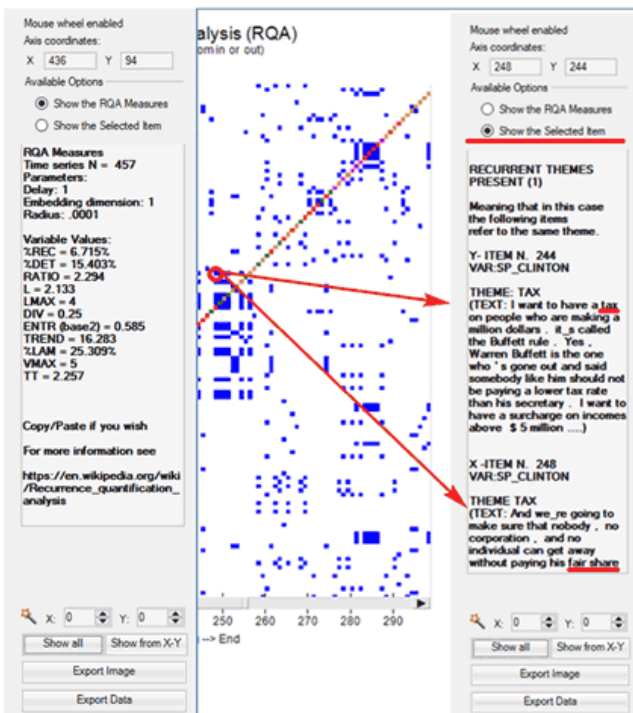 Mouse wheel enabled
Axis coordinates:
X 436 Y 94
Available Options
Show the RQA Measures
Show the Selected Item
RQA Measures
Time series N = 457
Parameters:
Delay: 1
Embedding dimension: 1
Radius: .0001
Variable Values:
%REC = 6.715%
%DET = 15.403%
RATIO = 2.294
L = 2.133
LMAX = 4
DIV = 0.25
ENTR (base2) = 0.585
TREND = 16.283
%LAM = 25.309%
VMAX = 5
TT = 2.257
Copy/Paste if you wish
For more information see
https://en.wikipedia.org/wiki
/Recurrence_quantification_
analysis
X: 0 Y: 0
Show all Show from X-Y
Export Image
Export Data
alysis (RQA)
om in or out)
250 260 270 280 290
) --> End
Mouse wheel enabled
Axis coordinates:
X 248 Y 244
Available Options
Show the RQA Measures
Show the Selected Item
RECURRENT THEMES
PRESENT (1)
Meaning that in this case
the following items
refer to the same theme.
Y- ITEM N. 244
VAR:SP_CLINTON
THEME: TAX
(TEXT: I want to have a tax
on people who are making a
million dollars . it_s called
the Buffett rule . Yes .
Warren Buffett is the one
who ' s gone out and said
somebody like him should not
be paying a lower tax rate
than his secretary . I want to
have a surcharge on incomes
above $ 5 million ....)
X -ITEM N. 248
VAR:SP_CLINTON
THEME TAX
(TEXT: And we_re going to
make sure that nobody , no
corporation , and no
individual can get away
without paying his fair share
X: 0 Y: 0
Show all Show from X-Y
Export Image
Export Data